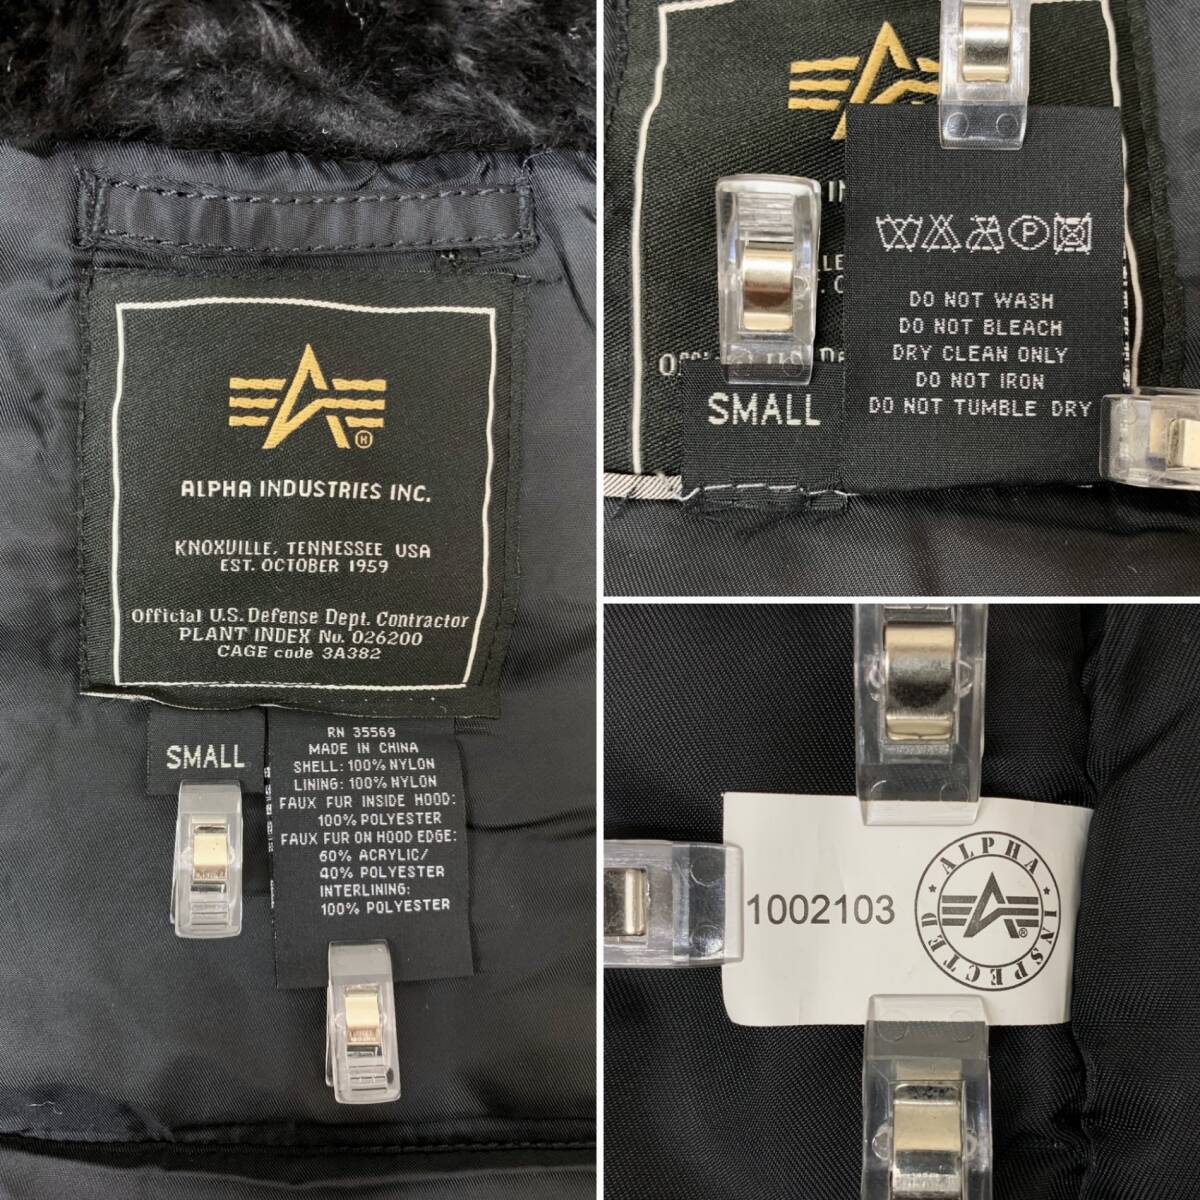 ALPHA INDUSTRIES INC.
KNOXVILLE, TENNESSEE USA
EST. OCTOBER 1959
Official U.S. Defense Dept. Contractor
PLANT INDEX No. 026200
CAGE code 3A382
SMALL
RN 35569
MADE IN CHINA
SHELL: 100% NYLON
LINING: 100% NYLON
FAUX FUR INSIDE HOOD:
100% POLYESTER
FAUX FUR ON HOOD EDGE:
60% ACRYLIC/
40% POLYESTER
INTERLINING:
100% POLYESTER
IN
LE
SMALL
P
DO NOT WASH
DO NOT BLEACH
DRY CLEAN ONLY
DO NOT IRON
DO NOT TUMBLE DRY
1002103
ALPHA INSPECTED